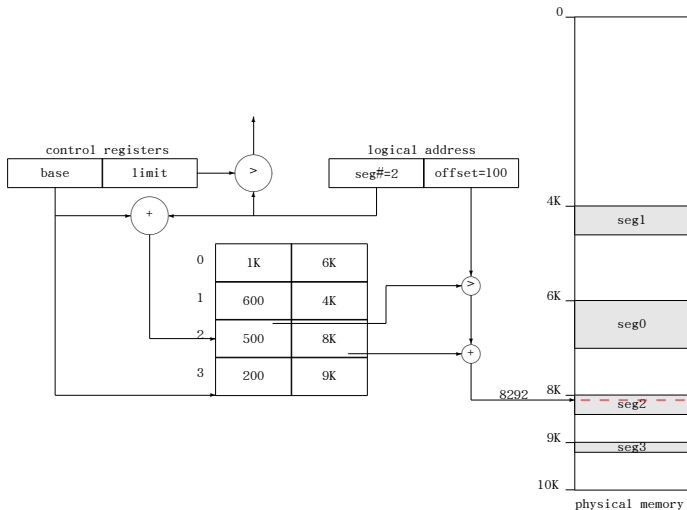 0
control registers
logical address
base limit > seg#=2 offset=100
4K
+ seg1
0 1K 6K
>
1 600 4K
6K
2 500 8K
seg0
+
3 200 9K
8292 8K
seg2
9K
seg3
10K
physical memory